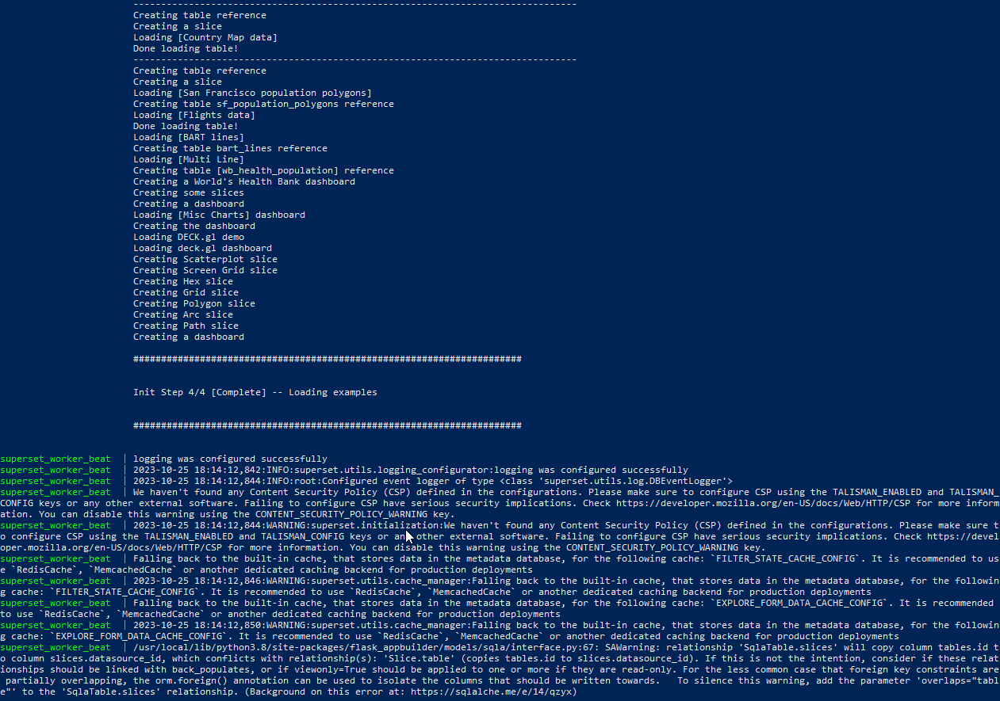 --------------------------------------------------------------------------------
Creating table reference
Creating a slice
Loading [Country Map data]
Done loading table!
--------------------------------------------------------------------------------
Creating table reference
Creating a slice
Loading [San Francisco population polygons]
Creating table sf_population_polygons reference
Loading [Flights data]
Done loading table!
Loading [BART lines]
Creating table bart_lines reference
Loading [Multi Line]
Creating table [wb_health_population] reference
Creating a World's Health Bank dashboard
Creating some slices
Creating a dashboard
Loading [Misc Charts] dashboard
Creating the dashboard
Loading DECK.gl demo
Loading deck.gl dashboard
Creating Scatterplot slice
Creating Screen Grid slice
Creating Hex slice
Creating Grid slice
Creating Polygon slice
Creating Arc slice
Creating Path slice
Creating a dashboard
######################################################################
Init Step 4/4 [Complete] -- Loading examples
######################################################################
superset_worker_beat  | logging was configured successfully
superset_worker_beat  | 2023-10-25 18:14:12,842:INFO:superset.utils.logging_configurator:logging was configured successfully
superset_worker_beat  | 2023-10-25 18:14:12,844:INFO:root:Configured event logger of type <class 'superset.utils.log.DBEventLogger'>
superset_worker_beat  | We haven't found any Content Security Policy (CSP) defined in the configurations. Please make sure to configure CSP using the TALISMAN_ENABLED and TALISMAN_
CONFIG keys or any other external software. Failing to configure CSP have serious security implications. Check https://developer.mozilla.org/en-US/docs/Web/HTTP/CSP for more inform
ation. You can disable this warning using the CONTENT_SECURITY_POLICY_WARNING key.
superset_worker_beat  | 2023-10-25 18:14:12,844:WARNING:superset.initialization:We haven't found any Content Security Policy (CSP) defined in the configurations. Please make sure t
o configure CSP using the TALISMAN_ENABLED and TALISMAN_CONFIG keys or any other external software. Failing to configure CSP have serious security implications. Check https://devel
oper.mozilla.org/en-US/docs/Web/HTTP/CSP for more information. You can disable this warning using the CONTENT_SECURITY_POLICY_WARNING key.
superset_worker_beat  | Falling back to the built-in cache, that stores data in the metadata database, for the following cache: `FILTER_STATE_CACHE_CONFIG`. It is recommended to us
e `RedisCache`, `MemcachedCache` or another dedicated caching backend for production deployments
superset_worker_beat  | 2023-10-25 18:14:12,846:WARNING:superset.utils.cache_manager:Falling back to the built-in cache, that stores data in the metadata database, for the followin
g cache: `FILTER_STATE_CACHE_CONFIG`. It is recommended to use `RedisCache`, `MemcachedCache` or another dedicated caching backend for production deployments
superset_worker_beat  | Falling back to the built-in cache, that stores data in the metadata database, for the following cache: `EXPLORE_FORM_DATA_CACHE_CONFIG`. It is recommended
to use `RedisCache`, `MemcachedCache` or another dedicated caching backend for production deployments
superset_worker_beat  | 2023-10-25 18:14:12,850:WARNING:superset.utils.cache_manager:Falling back to the built-in cache, that stores data in the metadata database, for the followin
g cache: `EXPLORE_FORM_DATA_CACHE_CONFIG`. It is recommended to use `RedisCache`, `MemcachedCache` or another dedicated caching backend for production deployments
superset_worker_beat  | /usr/local/lib/python3.8/site-packages/flask_appbuilder/models/sqla/interface.py:67: SAWarning: relationship 'SqlaTable.slices' will copy column tables.id t
o column slices.datasource_id, which conflicts with relationship(s): 'Slice.table' (copies tables.id to slices.datasource_id). If this is not the intention, consider if these relat
ionships should be linked with back_populates, or if viewonly=True should be applied to one or more if they are read-only. For the less common case that foreign key constraints are
 partially overlapping, the orm.foreign() annotation can be used to isolate the columns that should be written towards.   To silence this warning, add the parameter 'overlaps="tabl
e"' to the 'SqlaTable.slices' relationship. (Background on this error at: https://sqlalche.me/e/14/qzyx)